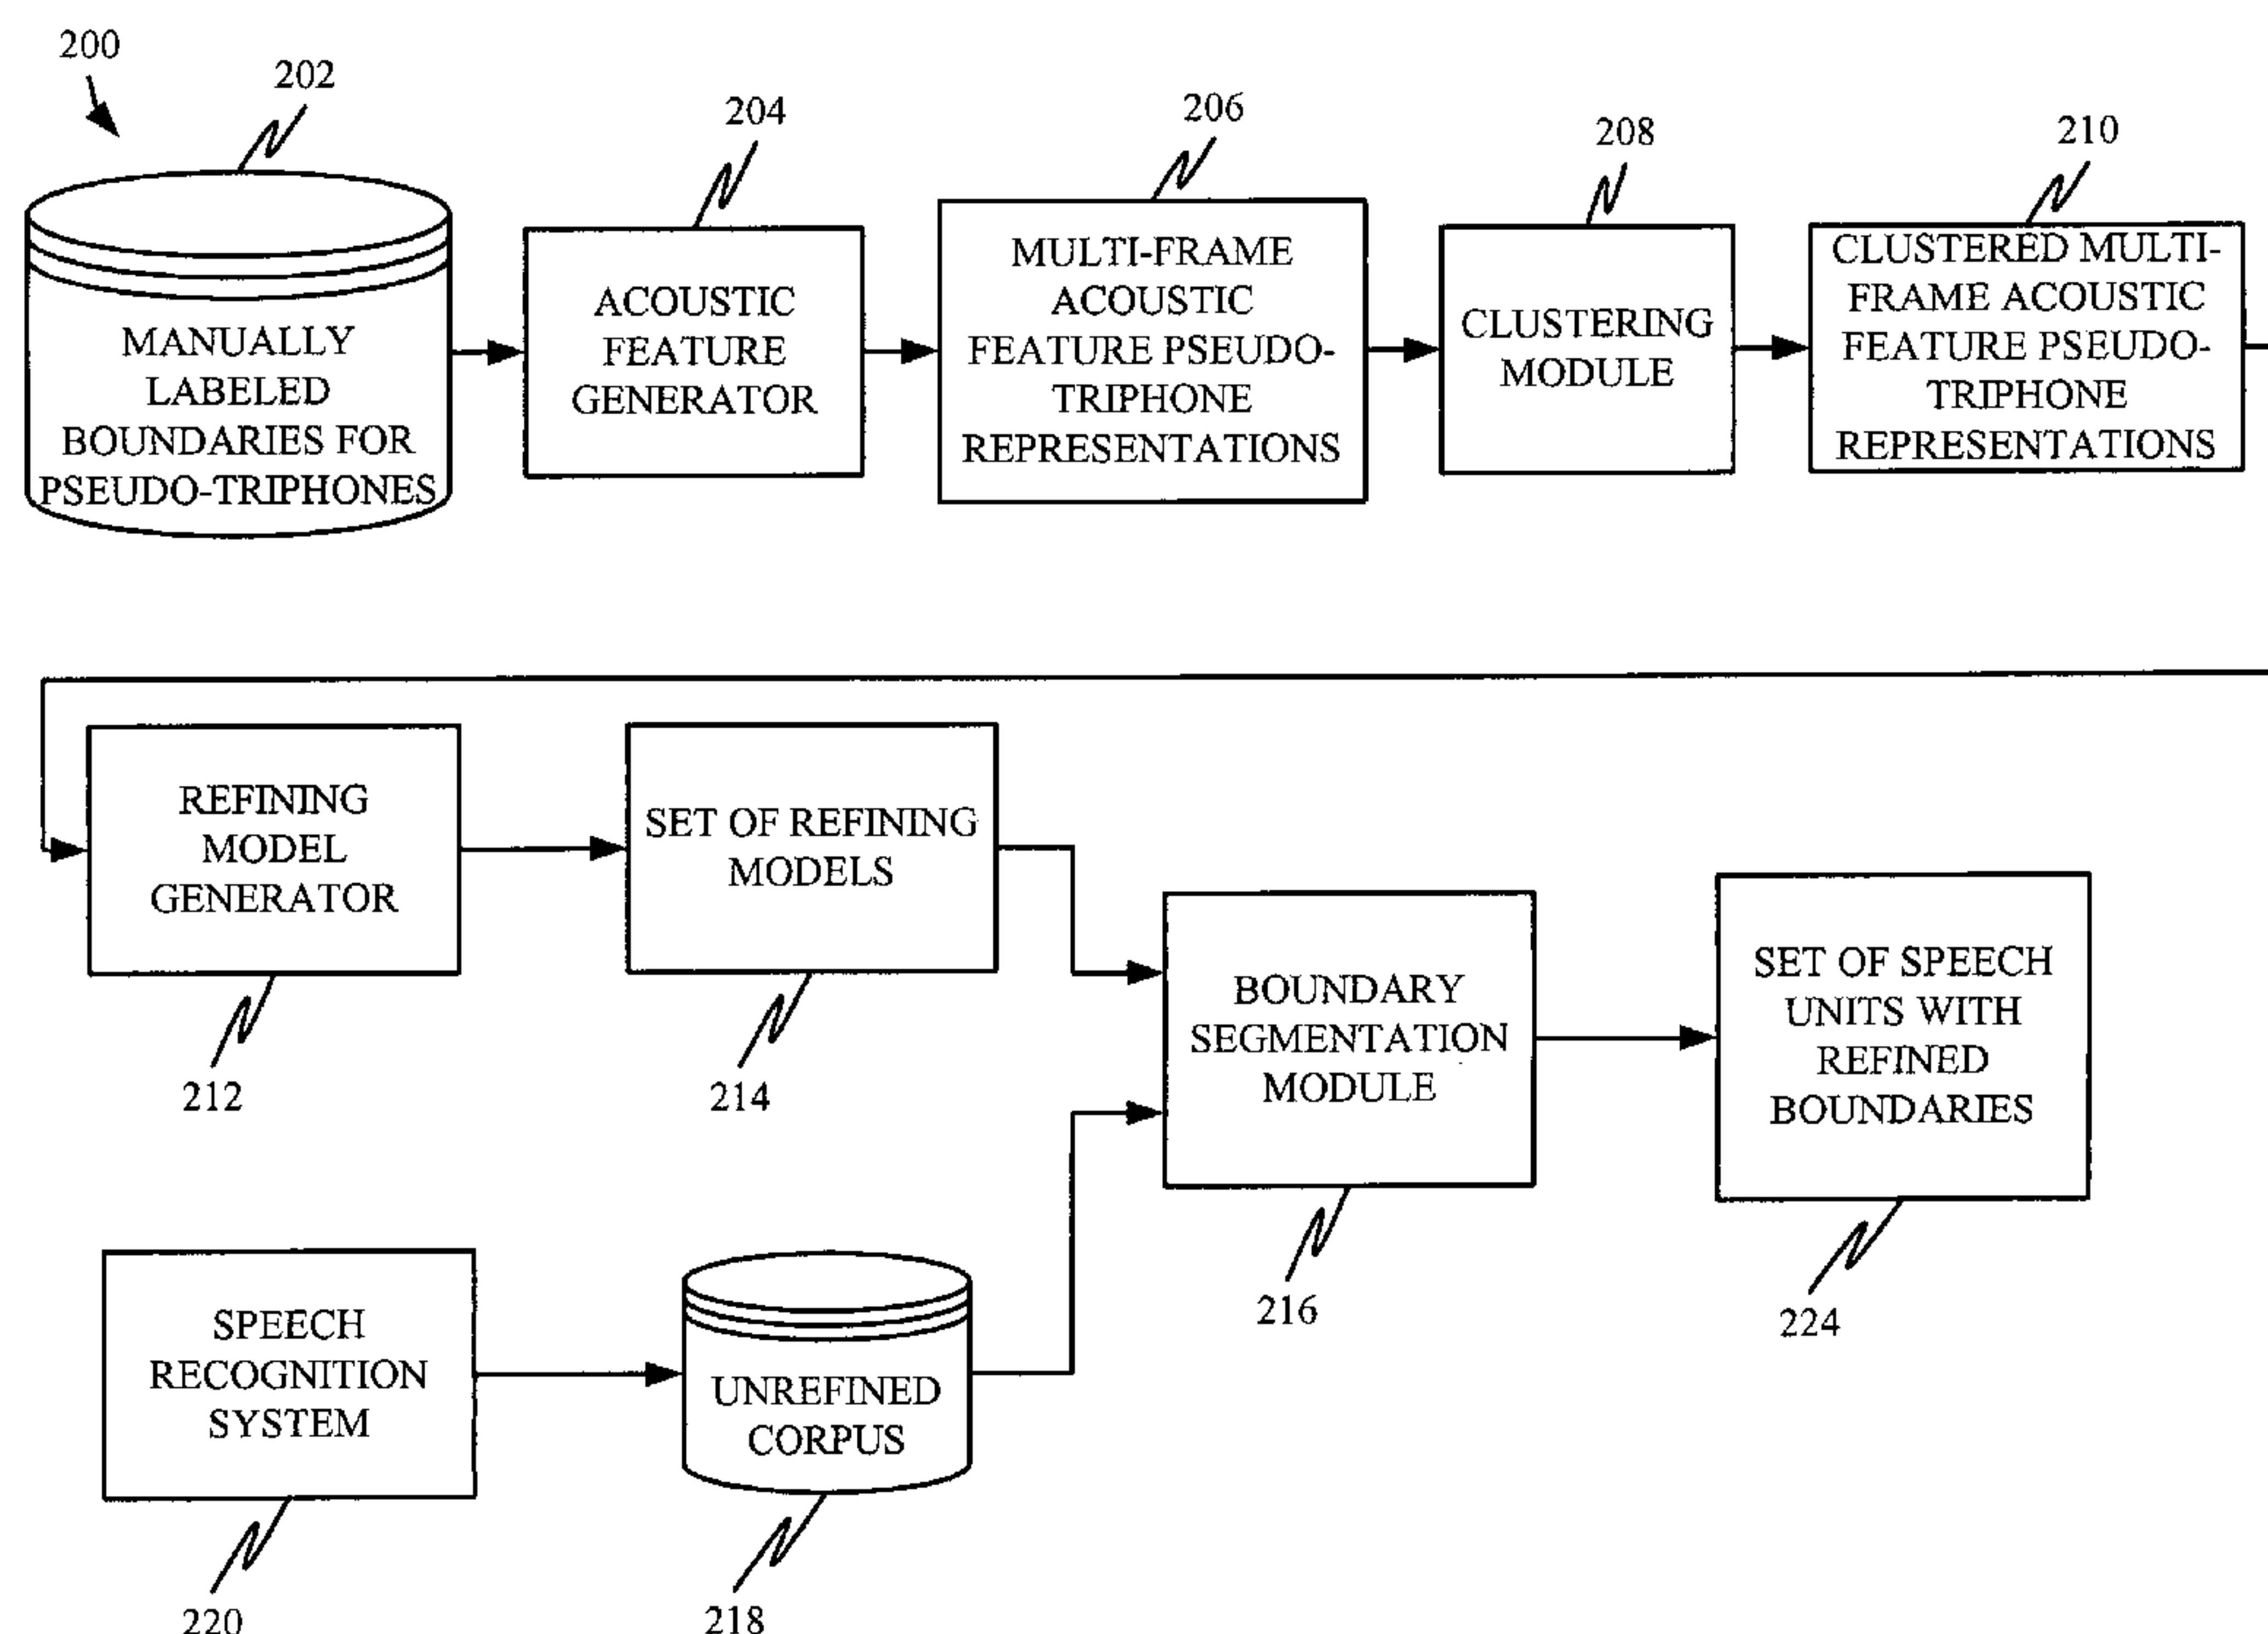 200
202
204
206
208
210
MANUALLY
LABELED
BOUNDARIES FOR
PSEUDO-TRIPHONES
ACOUSTIC
FEATURE
GENERATOR
MULTI-FRAME
ACOUSTIC
FEATURE PSEUDO-
TRIPHONE
REPRESENTATIONS
CLUSTERING
MODULE
CLUSTERED MULTI-
FRAME ACOUSTIC
FEATURE PSEUDO-
TRIPHONE
REPRESENTATIONS
REFINING
MODEL
GENERATOR
212
SET OF REFINING
MODELS
214
BOUNDARY
SEGMENTATION
MODULE
216
SET OF SPEECH
UNITS WITH
REFINED
BOUNDARIES
224
SPEECH
RECOGNITION
SYSTEM
220
UNREFINED
CORPUS
218